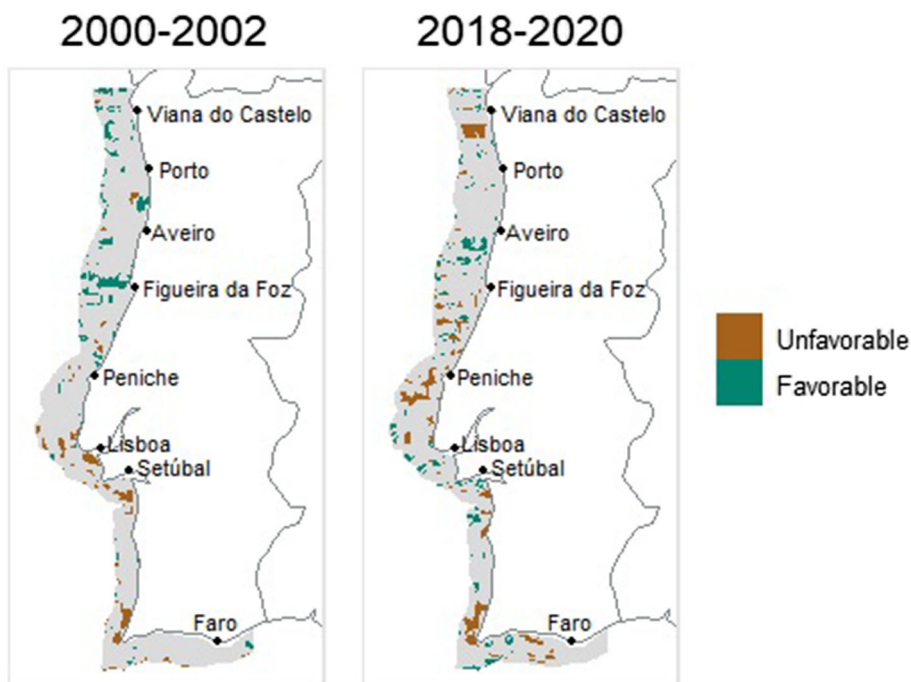 2000-2002
2018-2020
Viana do Castelo
Porto
Aveiro
Figueira da Foz
Peniche
Lisboa
Setúbal
Faro
Viana do Castelo
Porto
Aveiro
Figueira da Foz
Peniche
Lisboa
Setúbal
Faro
Unfavorable
Favorable